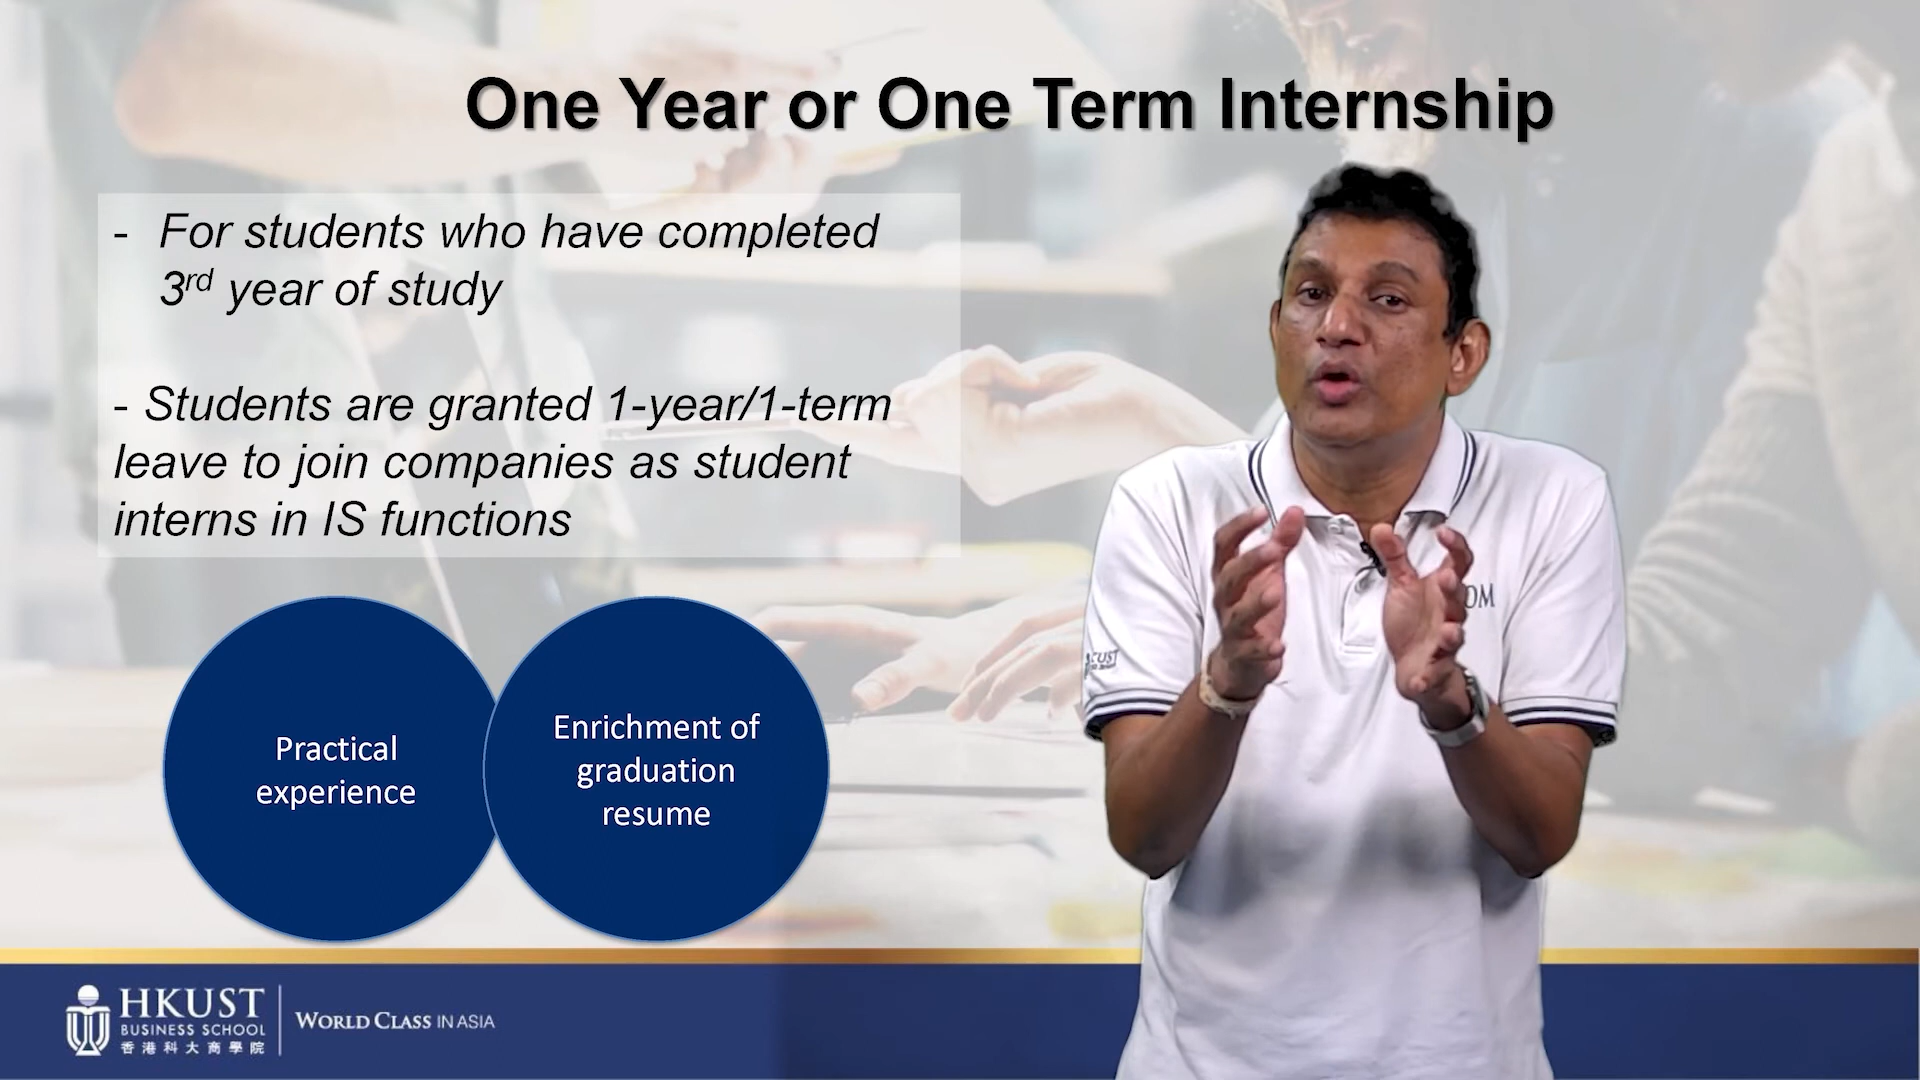 One Year or One Term Internship
- For students who have completed
3rd year of study
- Students are granted 1-year/1-term
leave to join companies as student
interns in IS functions
Practical
experience
Enrichment of
graduation
resume
HKUST
BUSINESS SCHOOL
香港科大商學院
WORLD CLASS IN ASIA
OM